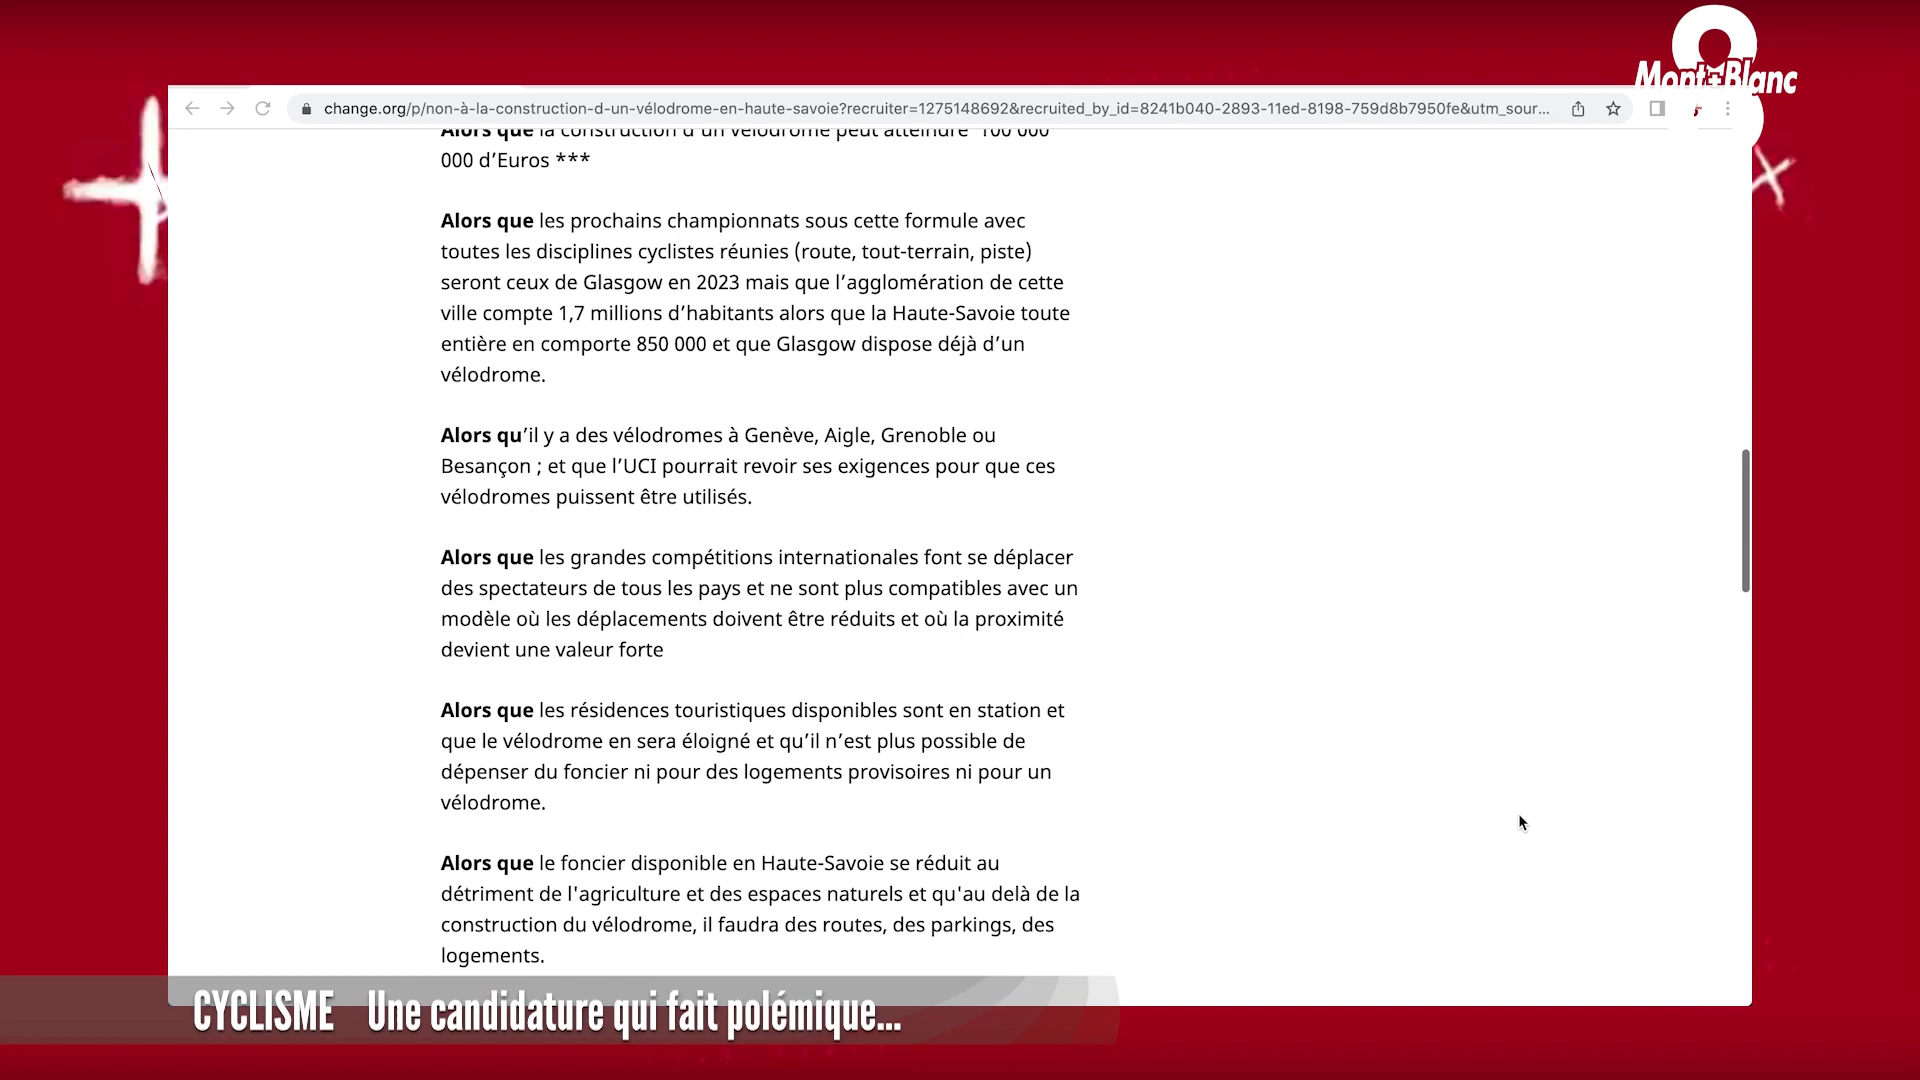 8
Mont-Blanc
change.org/p/non-à-la-construction-d-un-vélodrome-en-haute-savoie?recruiter=1275148692&recruited_by_id=8241b040-2893-11ed-8198-759d8b7950fe&utm_sour...
Alors que la construction d'un vélodrome peut atteindre 100 000
000 d’Euros ***
Alors que les prochains championnats sous cette formule avec
toutes les disciplines cyclistes réunies (route, tout-terrain, piste)
seront ceux de Glasgow en 2023 mais que l’agglomération de cette
ville compte 1,7 millions d’habitants alors que la Haute-Savoie toute
entière en comporte 850 000 et que Glasgow dispose déjà d’un
vélodrome.
Alors qu’il y a des vélodromes à Genève, Aigle, Grenoble ou
Besançon ; et que l’UCI pourrait revoir ses exigences pour que ces
vélodromes puissent être utilisés.
Alors que les grandes compétitions internationales font se déplacer
des spectateurs de tous les pays et ne sont plus compatibles avec un
modèle où les déplacements doivent être réduits et où la proximité
devient une valeur forte
Alors que les résidences touristiques disponibles sont en station et
que le vélodrome en sera éloigné et qu’il n’est plus possible de
dépenser du foncier ni pour des logements provisoires ni pour un
vélodrome.
Alors que le foncier disponible en Haute-Savoie se réduit au
détriment de l'agriculture et des espaces naturels et qu'au delà de la
construction du vélodrome, il faudra des routes, des parkings, des
logements.
CYCLISME Une candidature qui fait polémique...